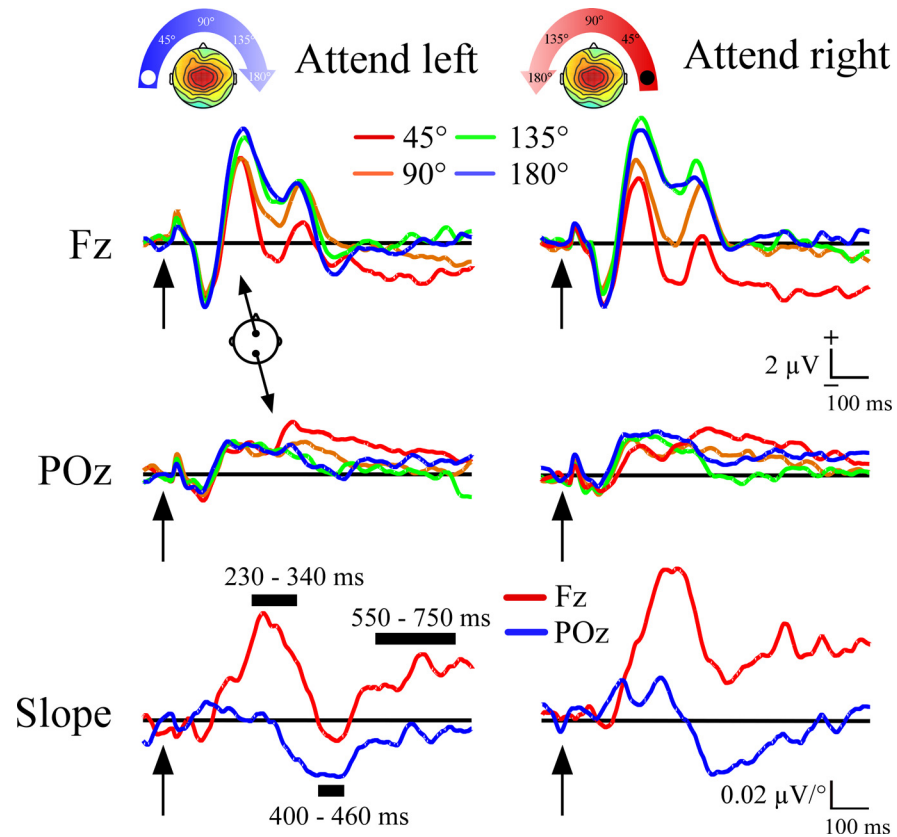 45° 90° 135° 180°
Attend left
180° 135° 90° 45°
Attend right
45° 135°
90° 180°
Fz
+
2 µV
−
100 ms
POz
230 - 340 ms
550 - 750 ms
Fz
POz
Slope
400 - 460 ms
0.02 µV/°
100 ms